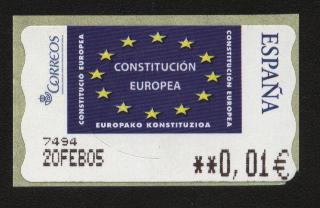 CORREOS
CONSTITUCIÓ EUROPEA
CONSTITUCIÓN
EUROPEA
CONSTITUCIÓN EUROPEA
EUROPAKO KONSTITUZIOA
ESPAÑA
7494
20FEB05
**0,01€